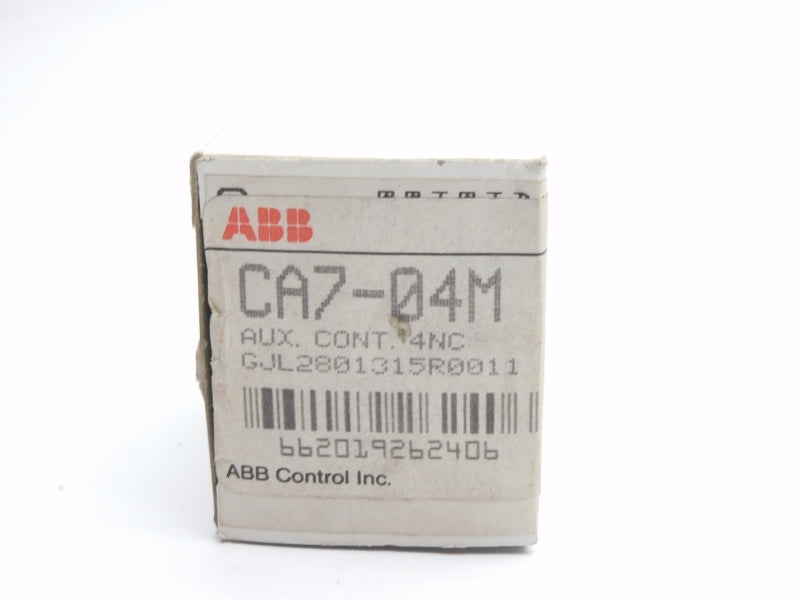 ABB
CA7-04M
AUX. CONT. 4NC
GJL2801315R0011
662019262406
ABB Control Inc.